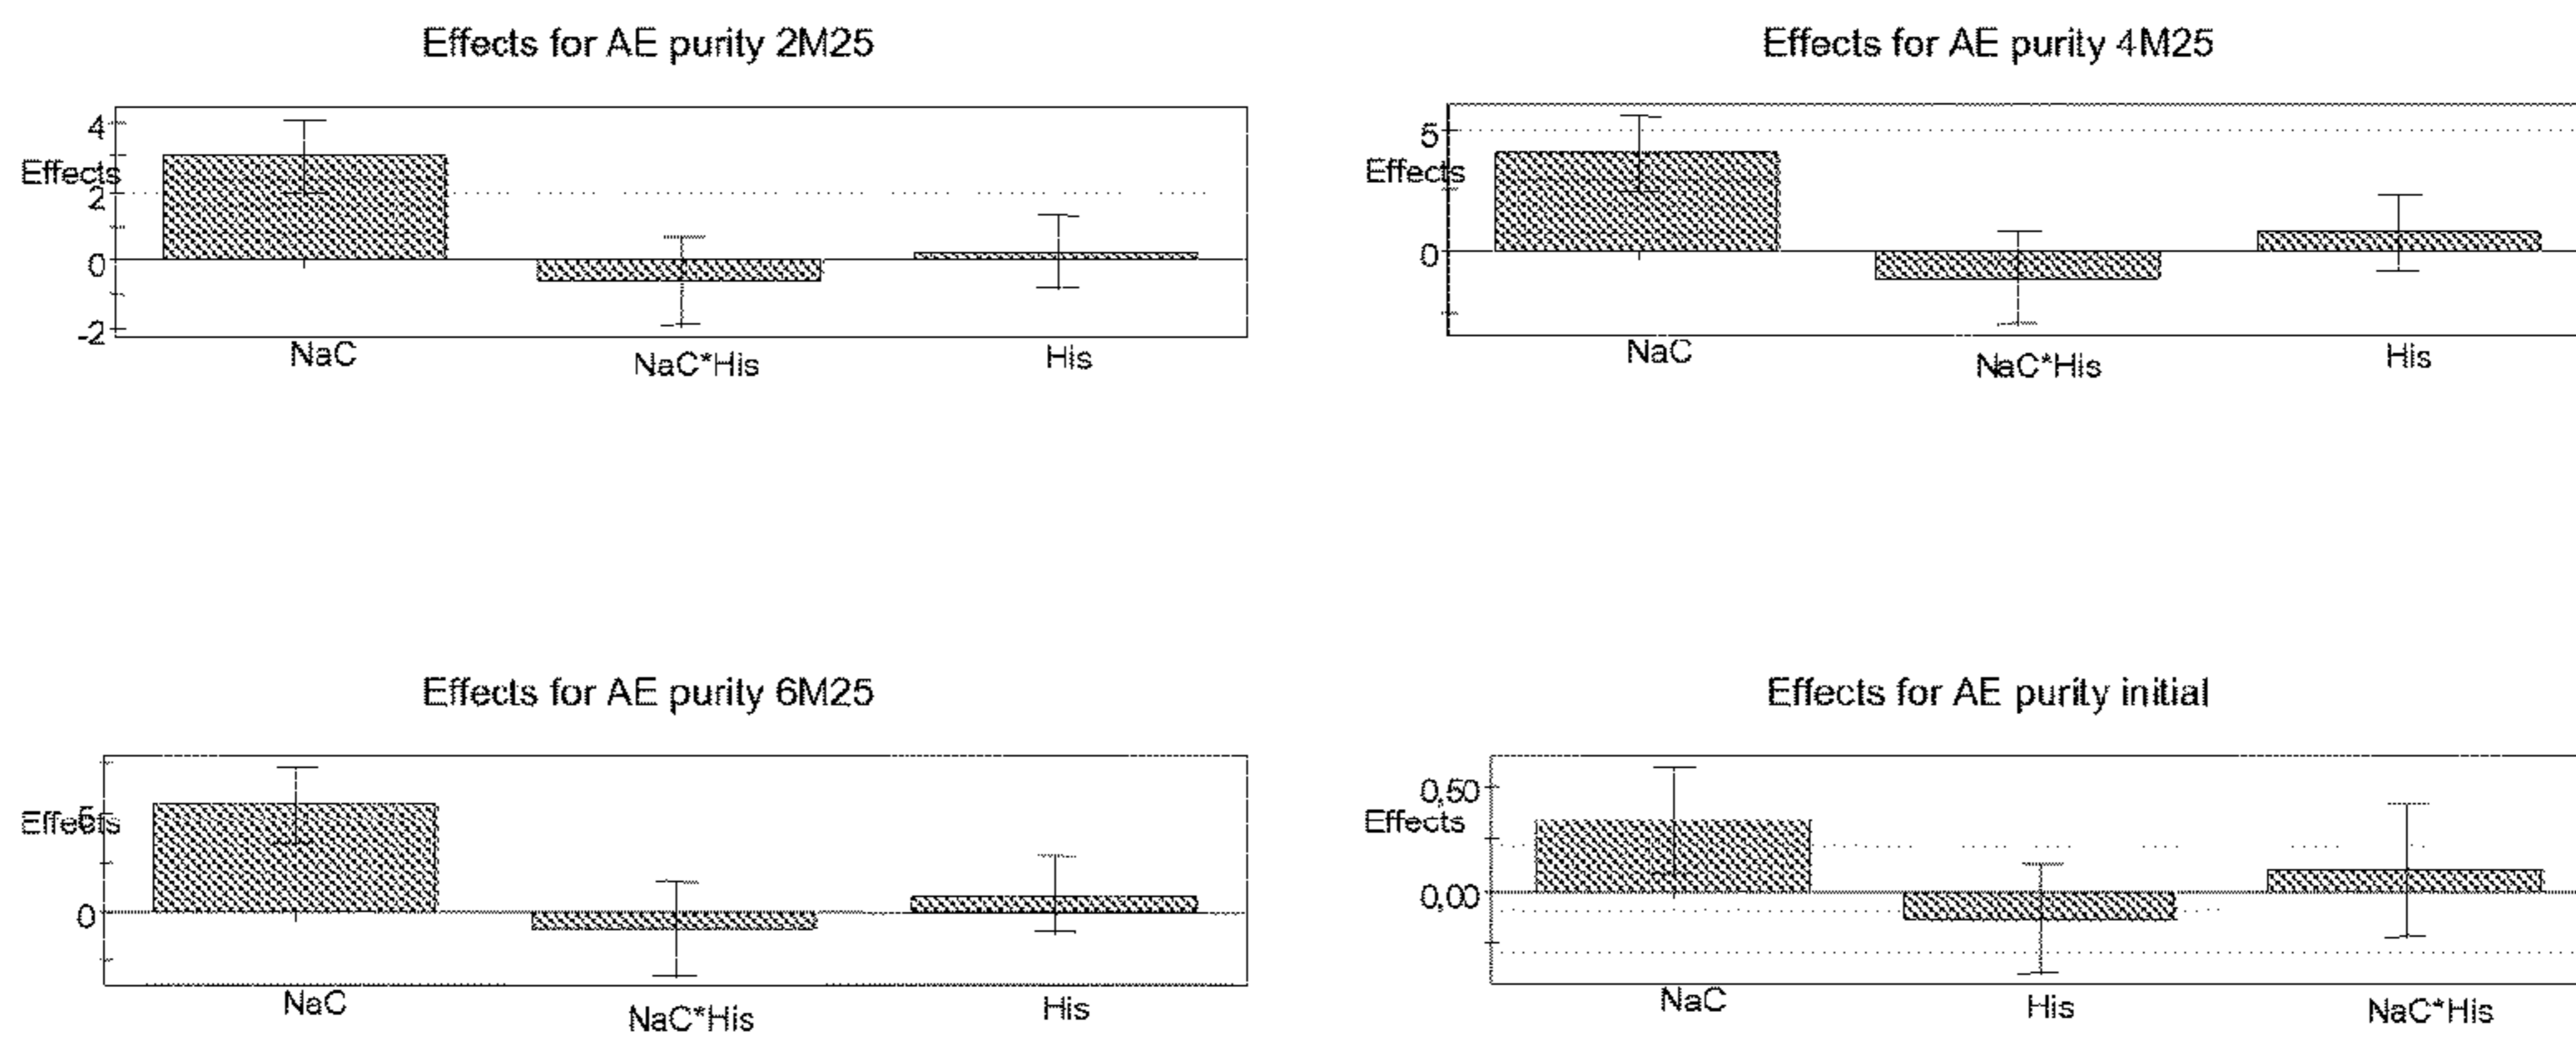 Effects for AE purity 2M25
4
Effects
2
0
-2
NaC
NaC*His
His
Effects for AE purity 4M25
5
Effects
0
NaC
NaC*His
His
Effects for AE purity 6M25
5
Effects
0
NaC
NaC*His
His
Effects for AE purity initial
0,50
Effects
0,00
NaC
His
NaC*His